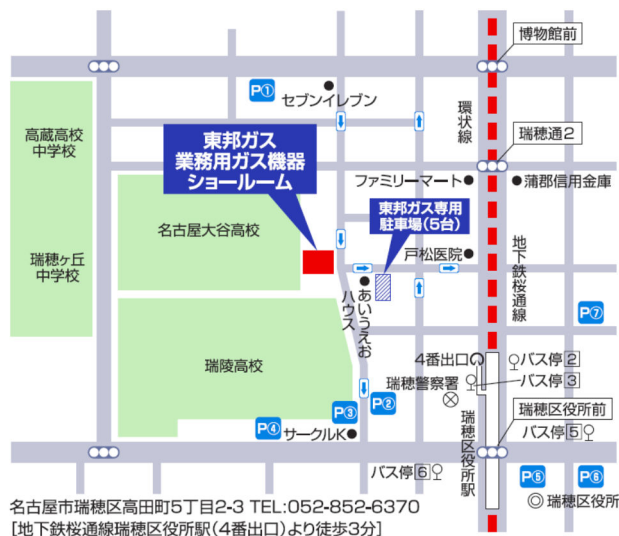 博物館前
P①
セブンイレブン
環状線
高蔵高校
中学校
東邦ガス
業務用ガス機器
ショールーム
瑞穂通2
ファミリーマート
蒲郡信用金庫
名古屋大谷高校
東邦ガス専用
駐車場(5台)
瑞穂ヶ丘
中学校
戸松医院
地下鉄桜通線
あいうえお
ハウス
P⑦
瑞陵高校
4番出口
バス停2
瑞穂警察署
バス停3
P②
P③
P④
サークルK
瑞穂区役所前
瑞穂区役所駅
バス停5
バス停6
P⑤
P⑥
瑞穂区役所
名古屋市瑞穂区高田町5丁目2-3 TEL:052-852-6370
[地下鉄桜通線瑞穂区役所駅(4番出口)より徒歩3分]